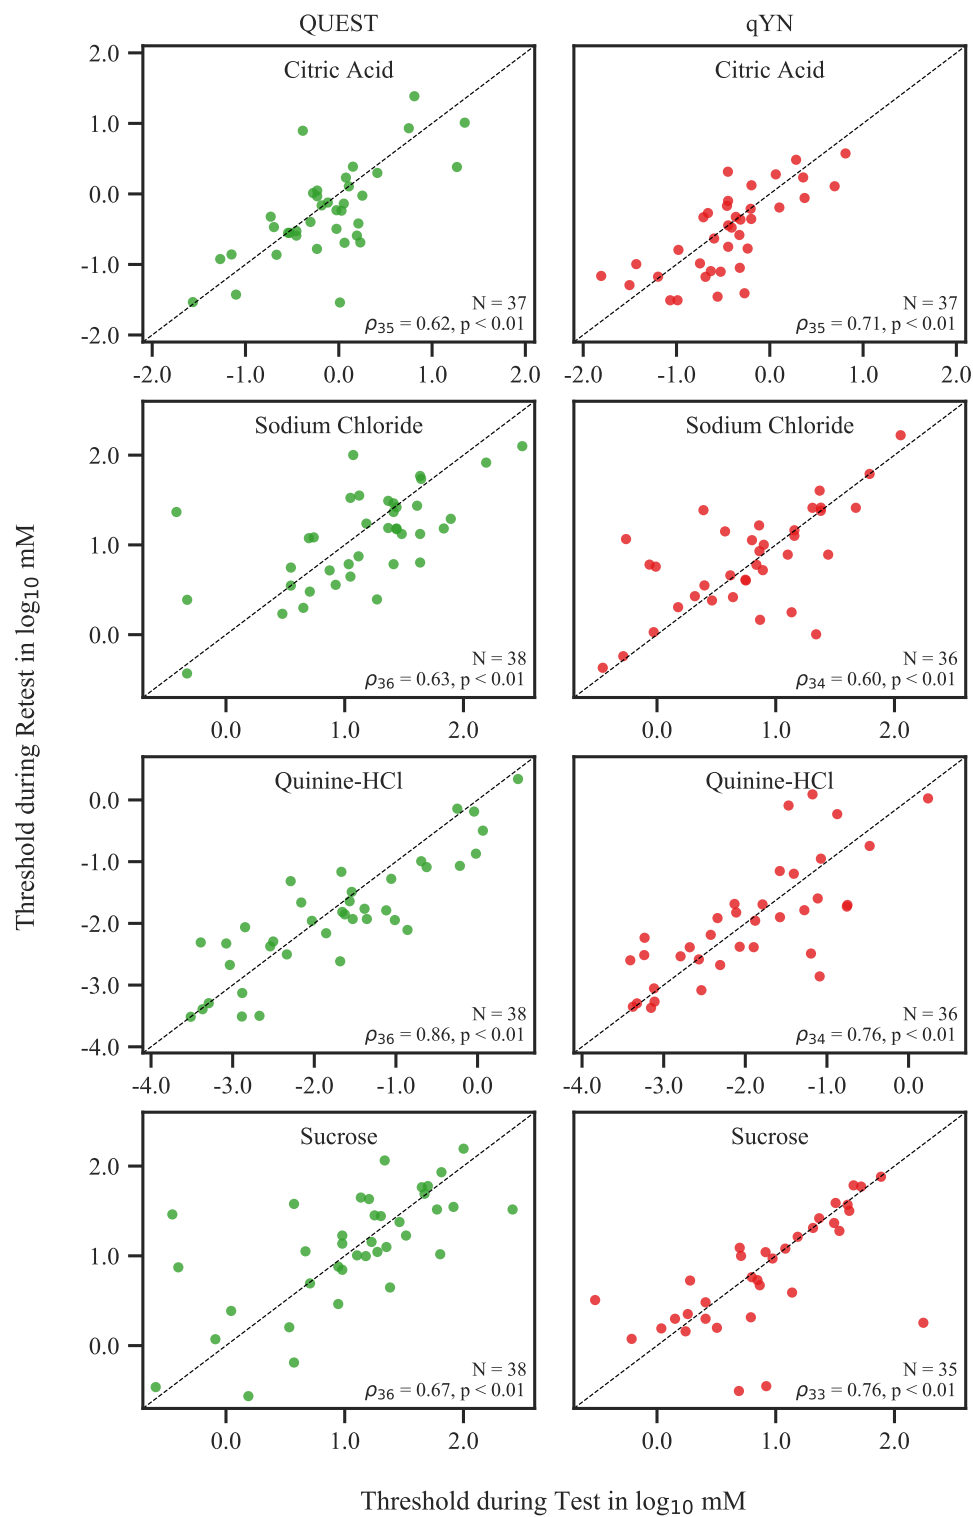 QUEST
qYN
Citric Acid
2.0
1.0
0.0
-1.0
-2.0
N = 37
ρ35 = 0.62, p < 0.01
-2.0 -1.0 0.0 1.0 2.0
Citric Acid
N = 37
ρ35 = 0.71, p < 0.01
-2.0 -1.0 0.0 1.0 2.0
Sodium Chloride
2.0
1.0
0.0
N = 38
ρ36 = 0.63, p < 0.01
0.0 1.0 2.0
Sodium Chloride
N = 36
ρ34 = 0.60, p < 0.01
0.0 1.0 2.0
Threshold during Retest in log10 mM
Quinine-HCl
0.0
-1.0
-2.0
-3.0
-4.0
N = 38
ρ36 = 0.86, p < 0.01
-4.0 -3.0 -2.0 -1.0 0.0
Quinine-HCl
N = 36
ρ34 = 0.76, p < 0.01
-4.0 -3.0 -2.0 -1.0 0.0
Sucrose
2.0
1.0
0.0
N = 38
ρ36 = 0.67, p < 0.01
0.0 1.0 2.0
Sucrose
N = 35
ρ33 = 0.76, p < 0.01
0.0 1.0 2.0
Threshold during Test in log10 mM